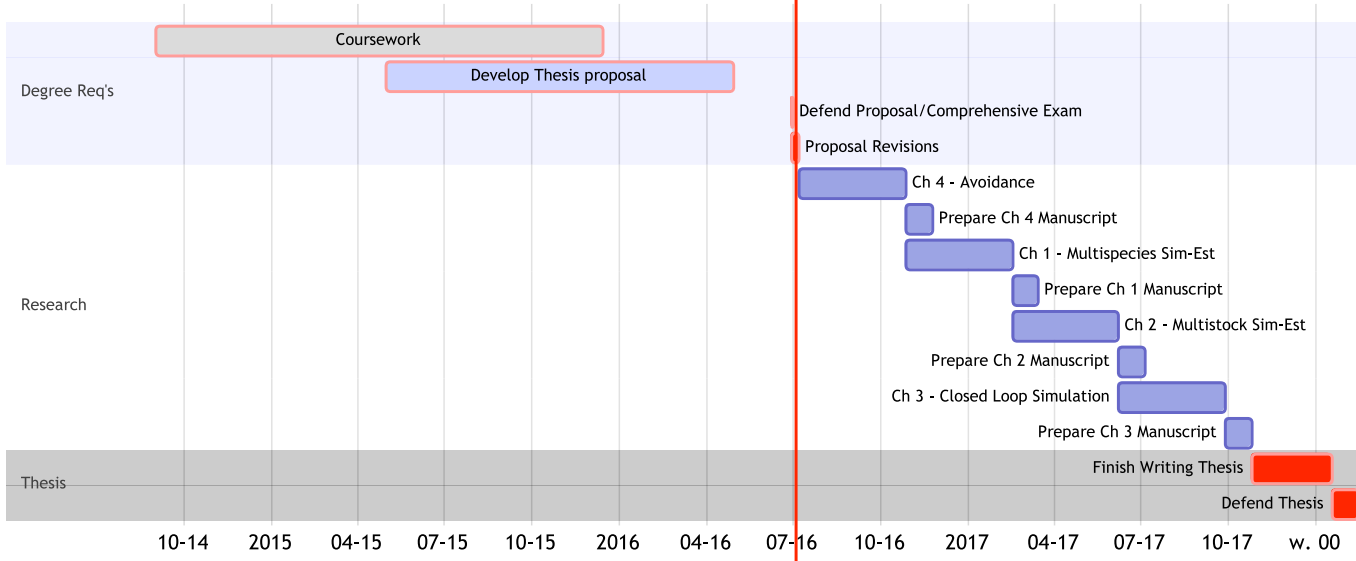 Coursework
Develop Thesis proposal
Degree Req's
Defend Proposal/Comprehensive Exam
Proposal Revisions
Ch 4 - Avoidance
Prepare Ch 4 Manuscript
Ch 1 - Multispecies Sim-Est
Prepare Ch 1 Manuscript
Research
Ch 2 - Multistock Sim-Est
Prepare Ch 2 Manuscript
Ch 3 - Closed Loop Simulation
Prepare Ch 3 Manuscript
Finish Writing Thesis
Thesis
Defend Thesis
10-14 2015 04-15 07-15 10-15 2016 04-16 07-16 10-16 2017 04-17 07-17 10-17 w. 00